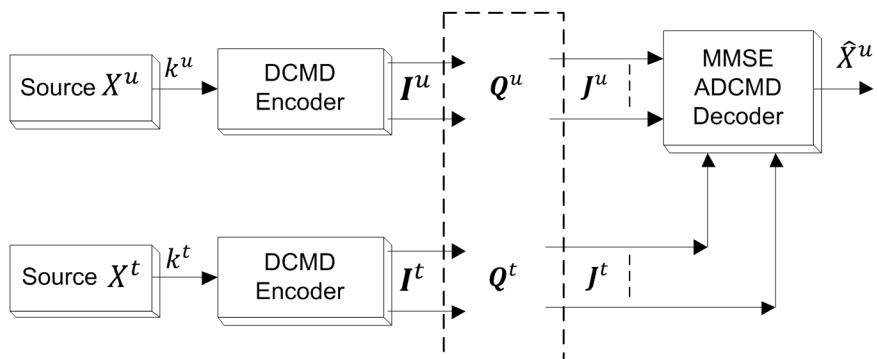 Source X^u
k^u
DCMD
Encoder
I^u
Q^u
J^u
MMSE
ADCMD
Decoder
X̂^u
Source X^t
k^t
DCMD
Encoder
I^t
Q^t
J^t